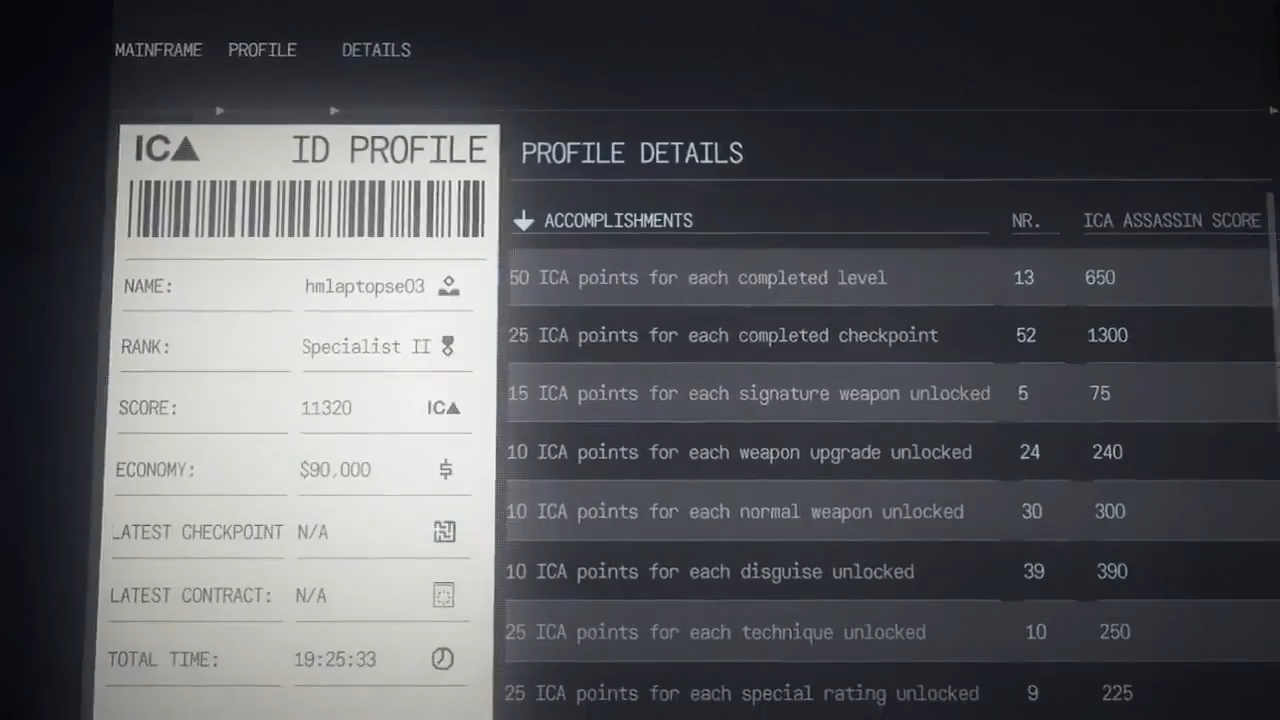 MAINFRAME PROFILE DETAILS
ICA ID PROFILE
NAME: hmlaptopse03
RANK: Specialist II
SCORE: 11320 ICA
ECONOMY: $90,000 $
LATEST CHECKPOINT N/A
LATEST CONTRACT: N/A
TOTAL TIME: 19:25:33
PROFILE DETAILS
ACCOMPLISHMENTS NR. ICA ASSASSIN SCORE
50 ICA points for each completed level 13 650
25 ICA points for each completed checkpoint 52 1300
15 ICA points for each signature weapon unlocked 5 75
10 ICA points for each weapon upgrade unlocked 24 240
10 ICA points for each normal weapon unlocked 30 300
10 ICA points for each disguise unlocked 39 390
25 ICA points for each technique unlocked 10 250
25 ICA points for each special rating unlocked 9 225